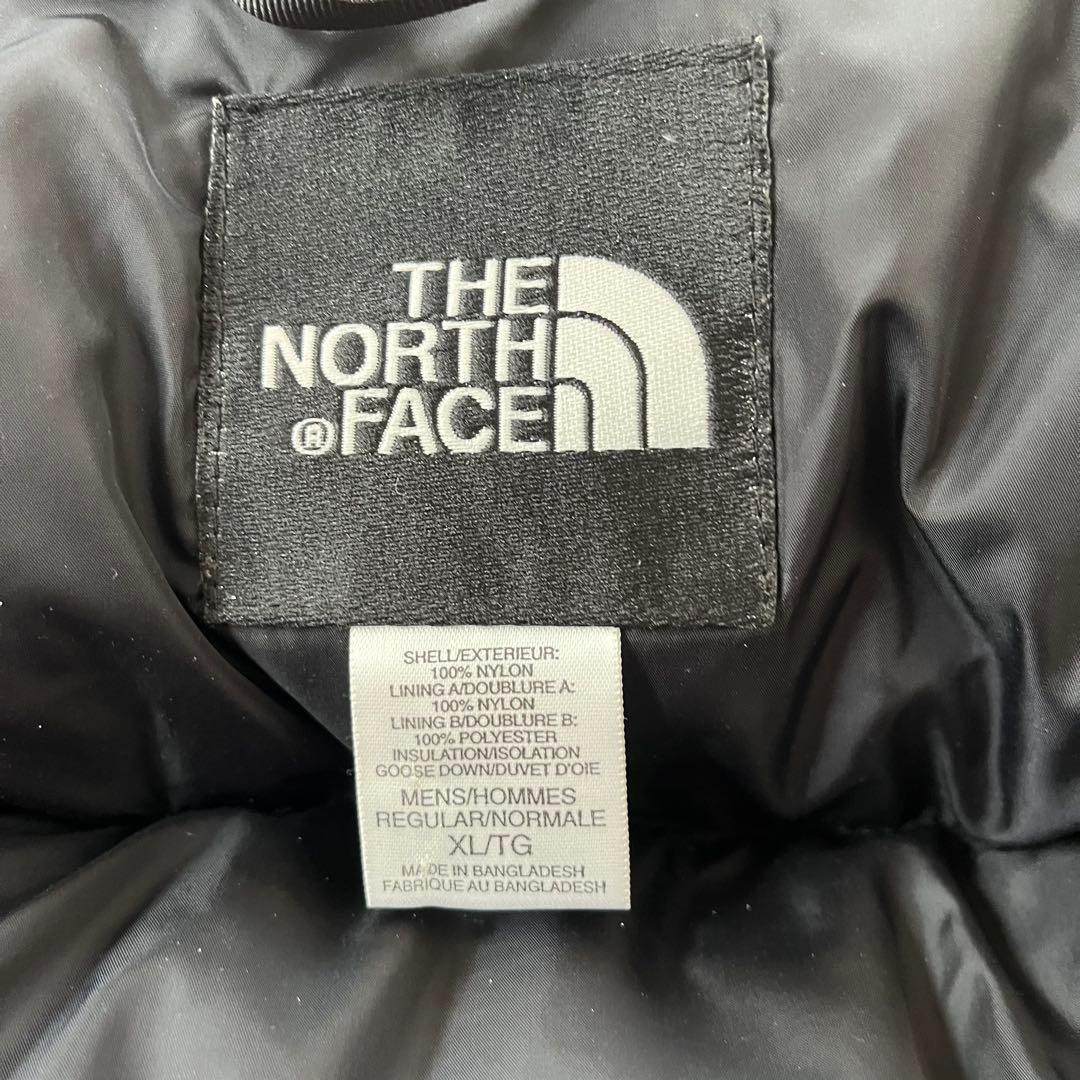 THE
NORTH
® FACE
SHELL/EXTERIEUR:
100% NYLON
LINING A/DOUBLURE A:
100% NYLON
LINING B/DOUBLURE B:
100% POLYESTER
INSULATION/ISOLATION
GOOSE DOWN/DUVET D'OIE
MENS/HOMMES
REGULAR/NORMALE
XL/TG
MADE IN BANGLADESH
FABRIQUE AU BANGLADESH